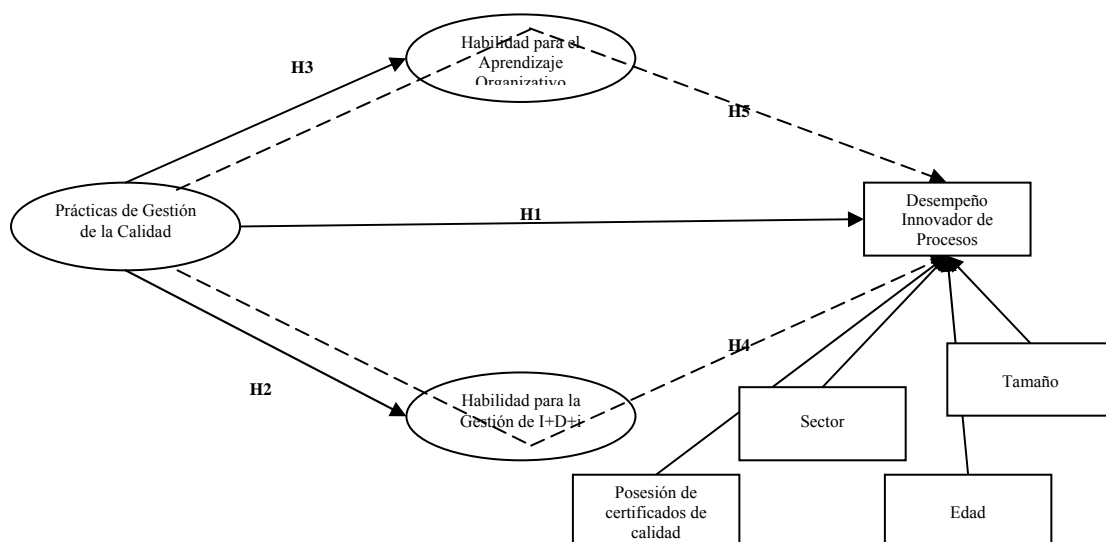 Habilidad para el
Aprendizaje
Organizativo
H3
H5
Prácticas de Gestión
de la Calidad
H1
Desempeño
Innovador de
Procesos
H2
H4
Habilidad para la
Gestión de I+D+i
Tamaño
Sector
Posesión de
certificados de
calidad
Edad